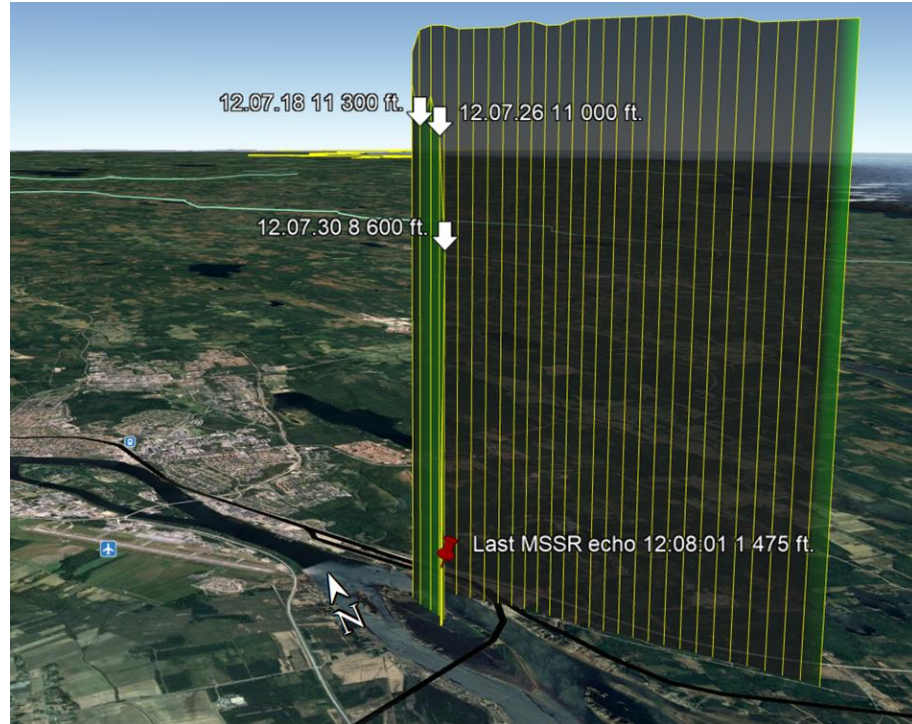 12.07.18 11 300 ft.
12.07.26 11 000 ft.
12.07.30 8 600 ft.
Last MSSR echo 12:08:01 1 475 ft.
N